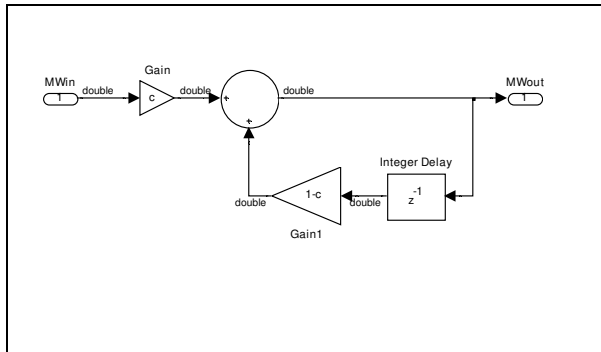 Gain
MWin
1
double
c
double
+
+
double
MWout
1
Integer Delay
z-1
double
1-c
double
Gain1